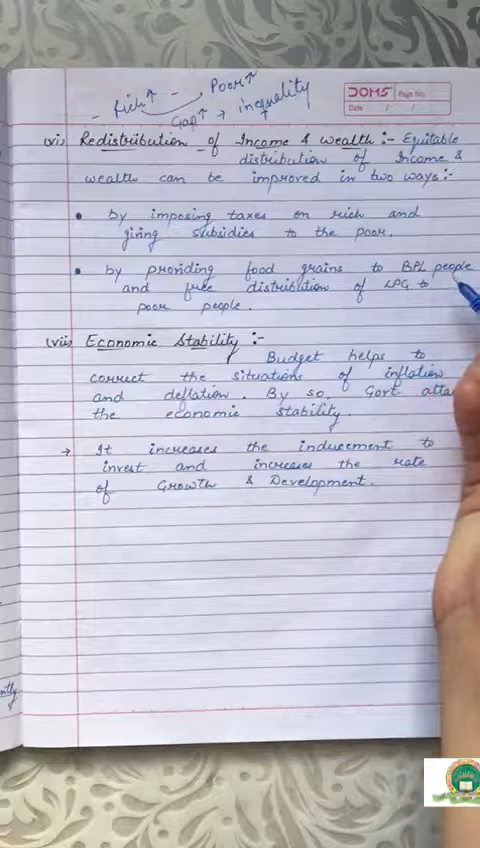 - Rich↑ - Poor↑
Gap↑ → inequality
DOMS Page No.
Date / /
(vi) Redistribution of Income & Wealth :- Equitable
distribution of Income &
wealth can be improved in two ways :-
• by imposing taxes on rich and
giving subsidies to the poor.
• by providing food grains to BPL people
and free distribution of LPG to
poor people.
(vii) Economic Stability :-
Budget helps to
correct the situations of inflation
and deflation. By so, Govt atta
the economic stability.
→ It increases the inducement to
invest and increases the rate
of Growth & Development.